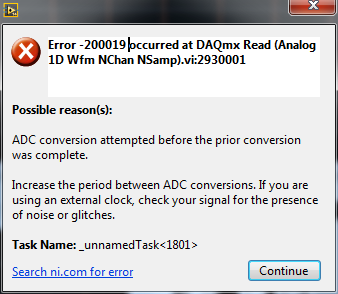 Error -200019 occurred at DAQmx Read (Analog
1D Wfm NChan NSamp).vi:2930001
Possible reason(s):
ADC conversion attempted before the prior conversion
was complete.
Increase the period between ADC conversions. If you are
using an external clock, check your signal for the presence
of noise or glitches.
Task Name: _unnamedTask<1801>
Search ni.com for error
Continue